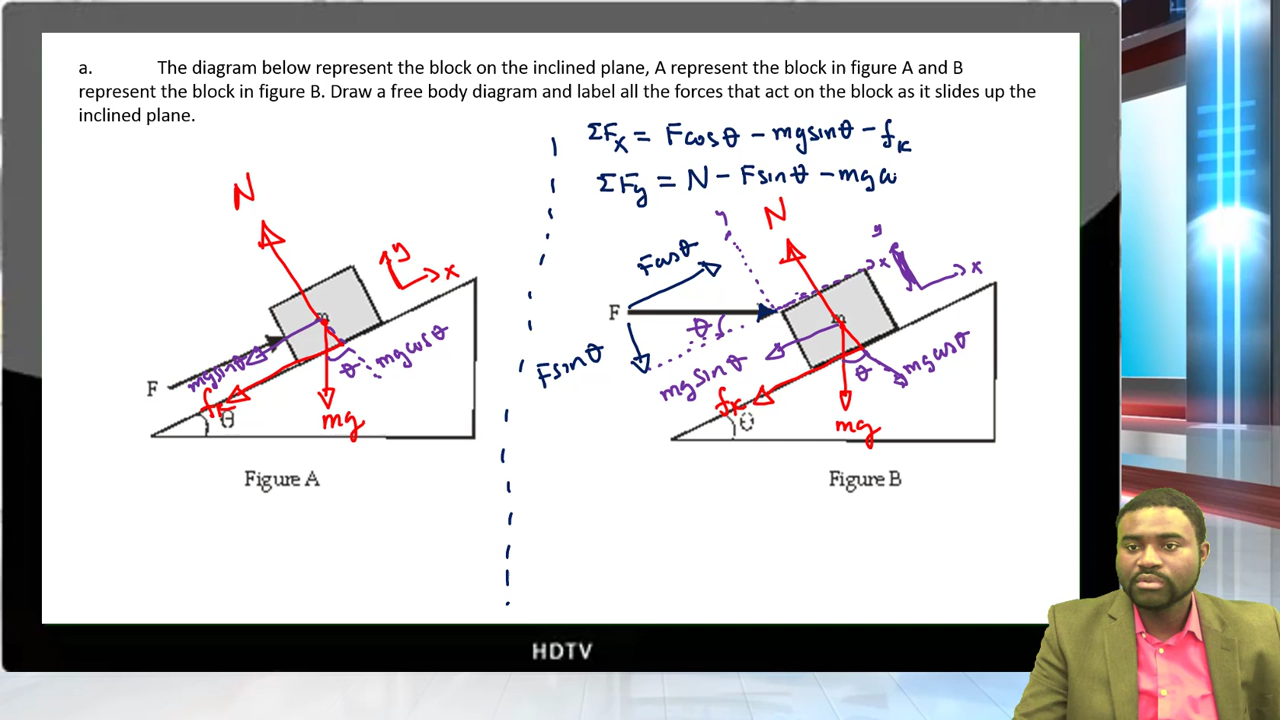 a. The diagram below represent the block on the inclined plane, A represent the block in figure A and B
represent the block in figure B. Draw a free body diagram and label all the forces that act on the block as it slides up the
inclined plane.
ΣFx = Fcosθ - mgsinθ - fk
ΣFy = N - Fsinθ - mg
N
y
x
m
F
mgsinθ
θ
mgcosθ
fk
θ
mg
Figure A
N
y
y
x
x
Fcosθ
F
θ
m
Fsinθ
mgsinθ
θ
mgcosθ
fk
θ
mg
Figure B
HDTV